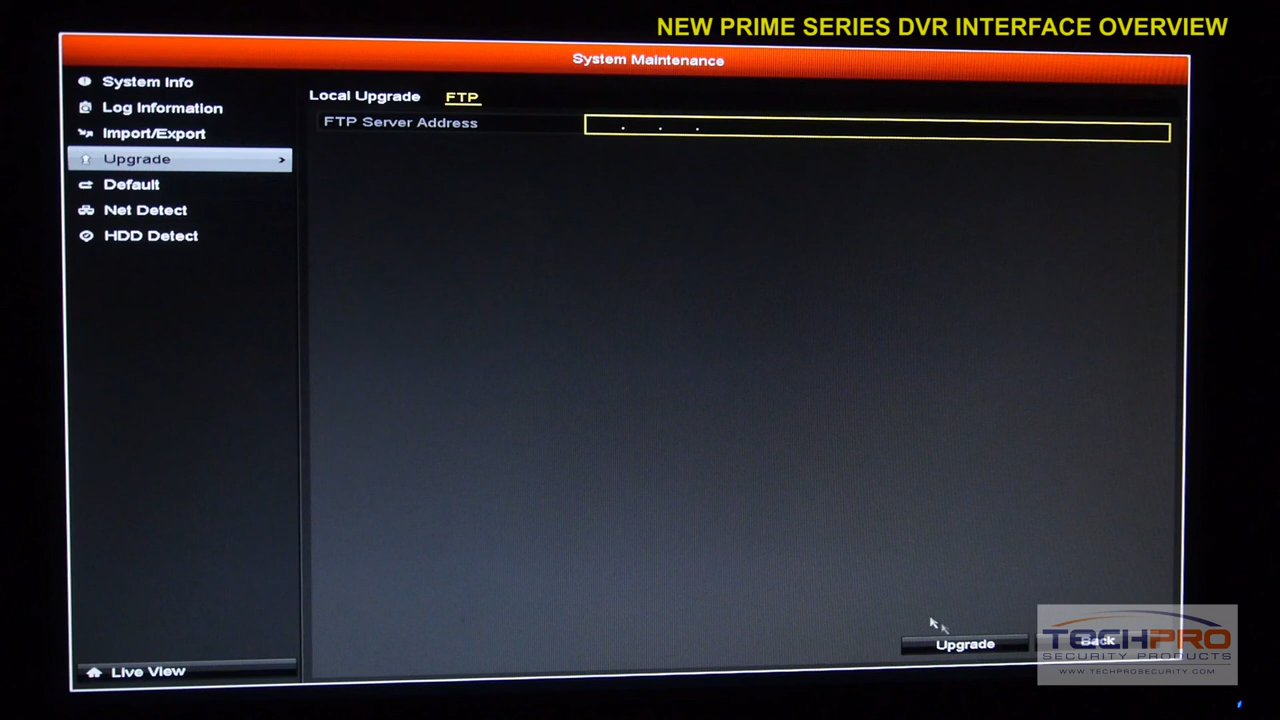 NEW PRIME SERIES DVR INTERFACE OVERVIEW
System Maintenance
System Info
Log Information
Import/Export
Upgrade >
Default
Net Detect
HDD Detect
Local Upgrade FTP
FTP Server Address . . .
Upgrade
Back
Live View
TECHPRO
SECURITY PRODUCTS
WWW.TECHPROSECURITY.COM